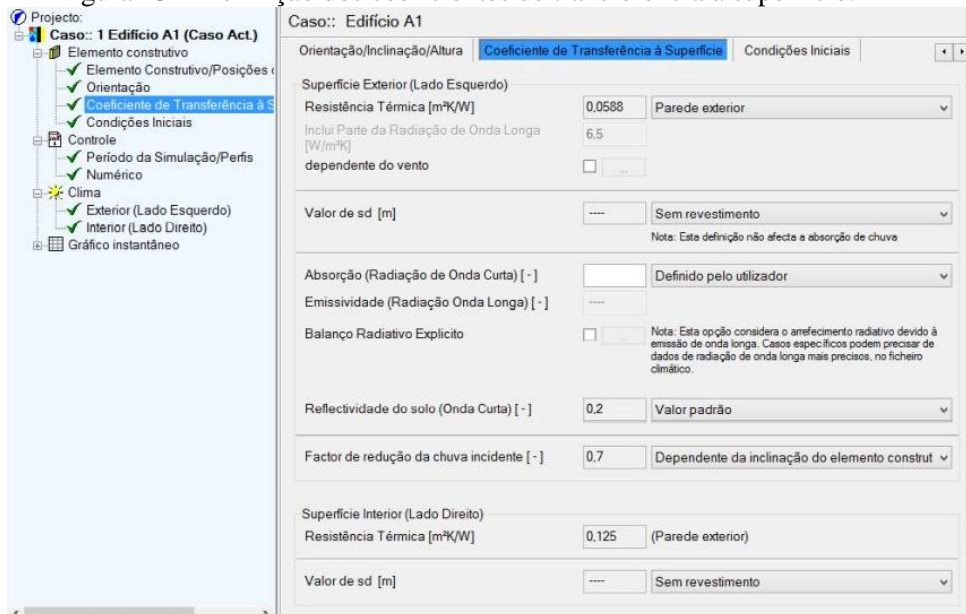 Projecto:
Caso:: 1 Edifício A1 (Caso Act.)
Elemento construtivo
Elemento Construtivo/Posições
Orientação
Coeficiente de Transferência à S
Condições Iniciais
Controle
Período da Simulação/Perfis
Numérico
Clima
Exterior (Lado Esquerdo)
Interior (Lado Direito)
Gráfico instantâneo
Caso:: Edifício A1
Orientação/Inclinação/Altura Coeficiente de Transferência à Superfície Condições Iniciais
Superfície Exterior (Lado Esquerdo)
Resistência Térmica [m²K/W] 0,0588 Parede exterior
Inclui Parte da Radiação de Onda Longa 6,5
[W/m²K]
dependente do vento ...
Valor de sd [m] ---- Sem revestimento
Nota: Esta definição não afecta a absorção de chuva
Absorção (Radiação de Onda Curta) [ - ] Definido pelo utilizador
Emissividade (Radiação Onda Longa) [ - ] ----
Balanço Radiativo Explicito ... Nota: Esta opção considera o arrefecimento radiativo devido à
emissão de onda longa. Casos específicos podem precisar de
dados de radiação de onda longa mais precisos, no ficheiro
climático.
Reflectividade do solo (Onda Curta) [ - ] 0,2 Valor padrão
Factor de redução da chuva incidente [ - ] 0,7 Dependente da inclinação do elemento construt
Superfície Interior (Lado Direito)
Resistência Térmica [m²K/W] 0,125 (Parede exterior)
Valor de sd [m] ---- Sem revestimento